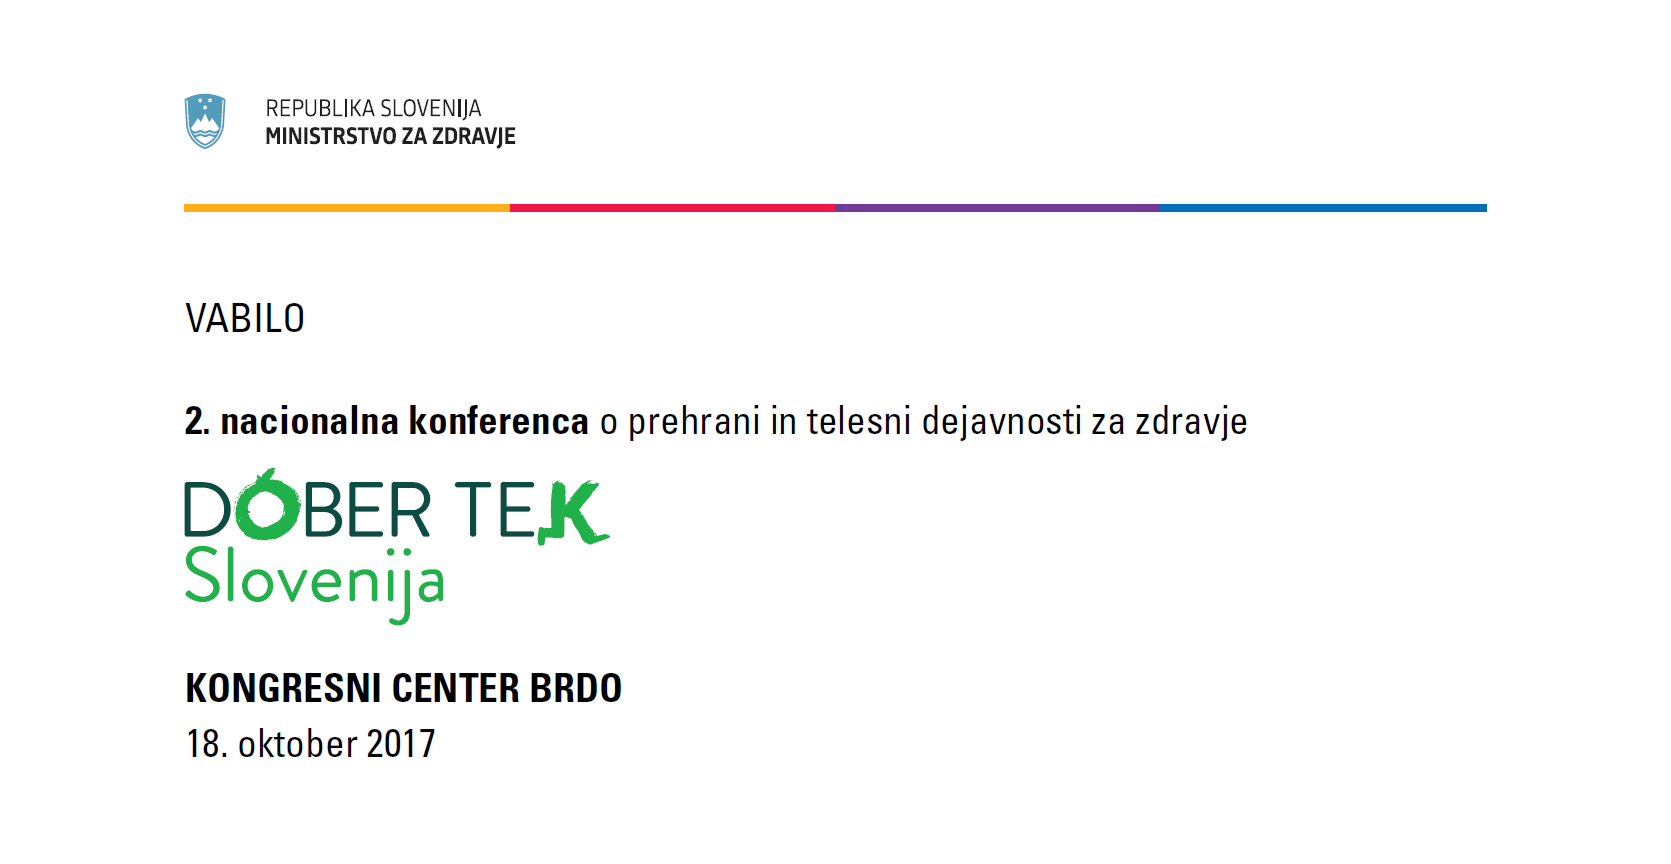 REPUBLIKA SLOVENIJA
MINISTRSTVO ZA ZDRAVJE
VABILO
2. nacionalna konferenca o prehrani in telesni dejavnosti za zdravje
DOBER TEK
Slovenija
KONGRESNI CENTER BRDO
18. oktober 2017